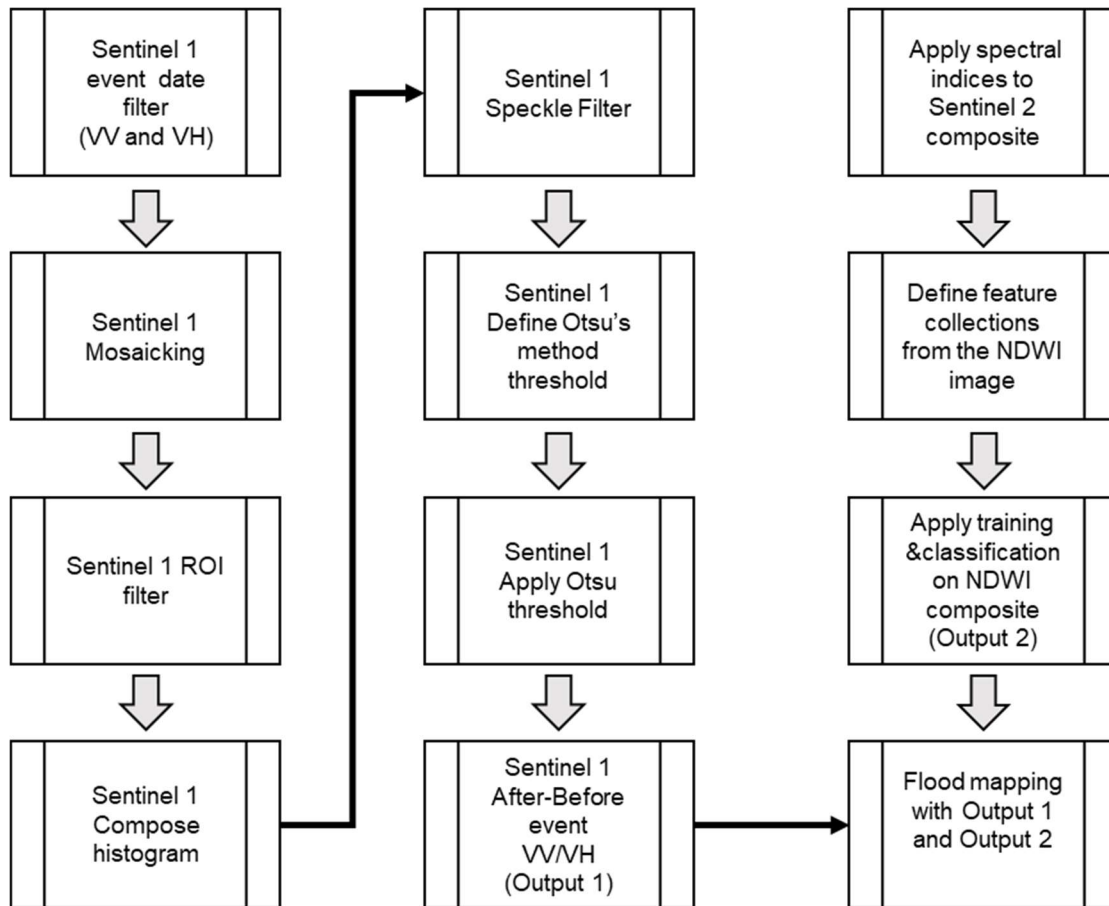 Sentinel 1
event date
filter
(VV and VH)
Sentinel 1
Mosaicking
Sentinel 1 ROI
filter
Sentinel 1
Compose
histogram
Sentinel 1
Speckle Filter
Sentinel 1
Define Otsu's
method
threshold
Sentinel 1
Apply Otsu
threshold
Sentinel 1
After-Before
event
VV/VH
(Output 1)
Apply spectral
indices to
Sentinel 2
composite
Define feature
collections
from the NDWI
image
Apply training
&classification
on NDWI
composite
(Output 2)
Flood mapping
with Output 1
and Output 2